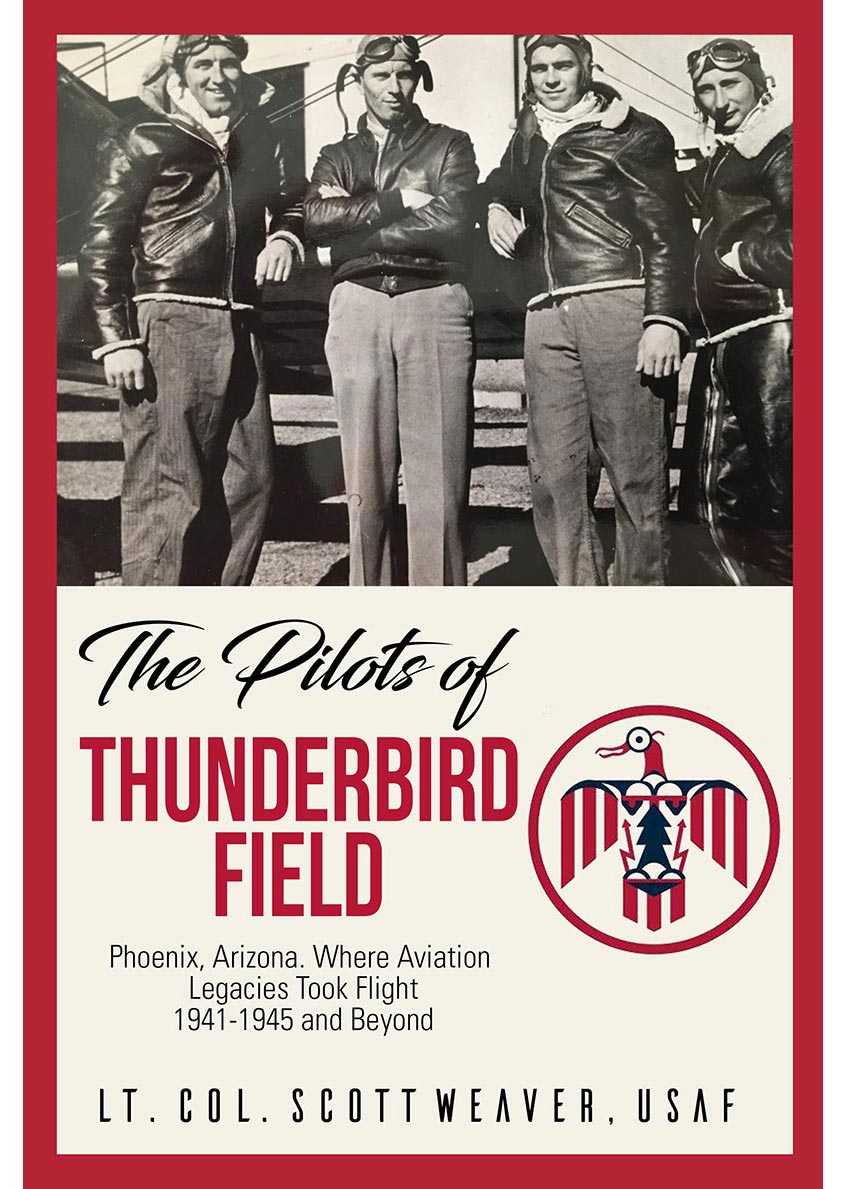 The Pilots of
THUNDERBIRD
FIELD
Phoenix, Arizona. Where Aviation
Legacies Took Flight
1941-1945 and Beyond
LT. COL. SCOTT WEAVER, USAF